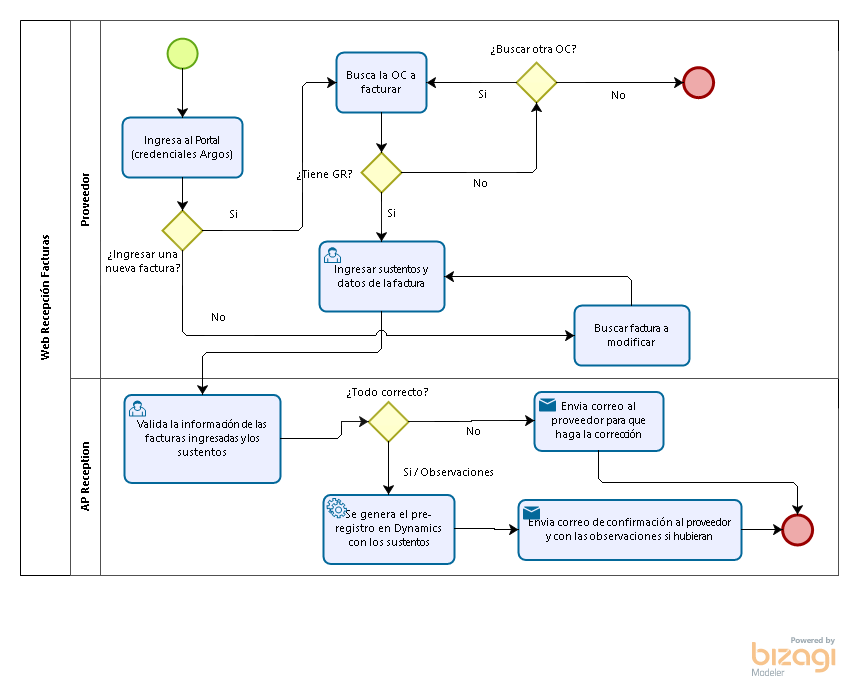 Web Recepción Facturas
Proveedor
Ingresa al Portal
(credenciales Argos)
¿Ingresar una
nueva factura?
Si
No
Busca la OC a
facturar
¿Buscar otra OC?
Si
No
¿Tiene GR?
No
Si
Ingresar sustentos y
datos de la factura
Buscar factura a
modificar
AP Reception
Valida la información de las
facturas ingresadas y los
sustentos
¿Todo correcto?
No
Si / Observaciones
Envia correo al
proveedor para que
haga la corrección
Se genera el pre-
registro en Dynamics
con los sustentos
Envia correo de confirmación al proveedor
y con las observaciones si hubieran
Powered by
bizagi
Modeler